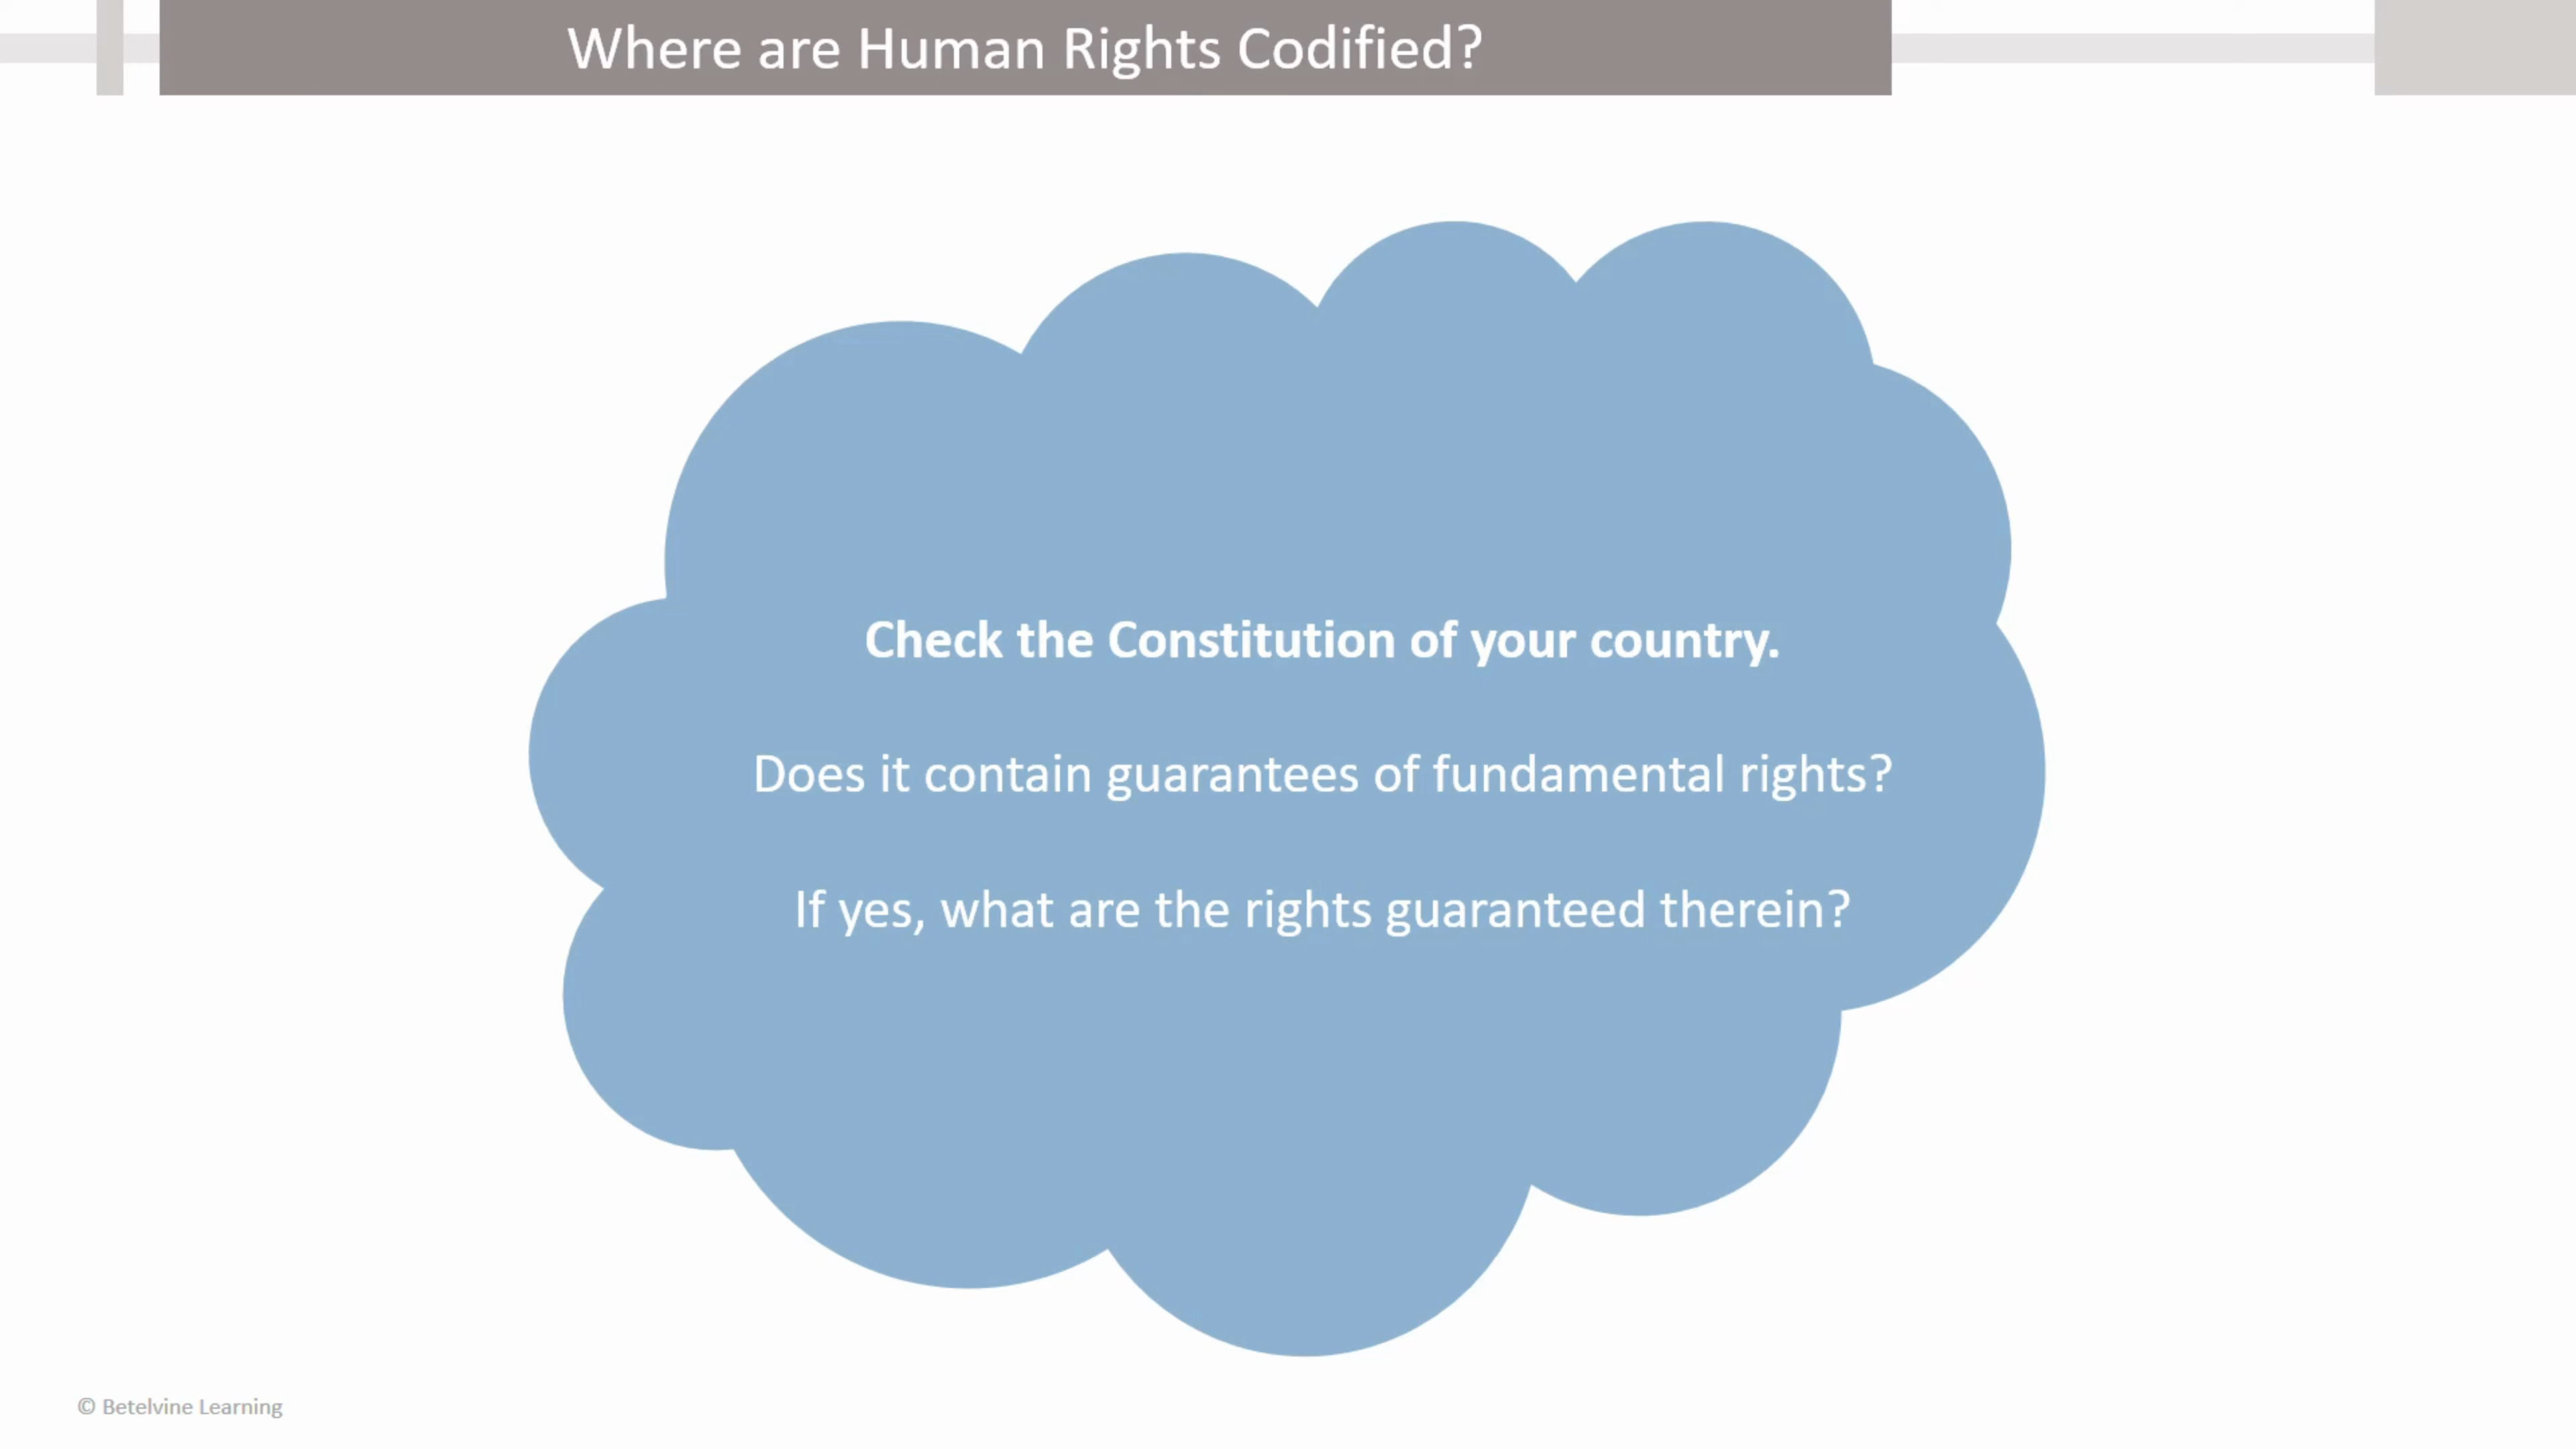 Where are Human Rights Codified?
Check the Constitution of your country.
Does it contain guarantees of fundamental rights?
If yes, what are the rights guaranteed therein?
© Betelvine Learning